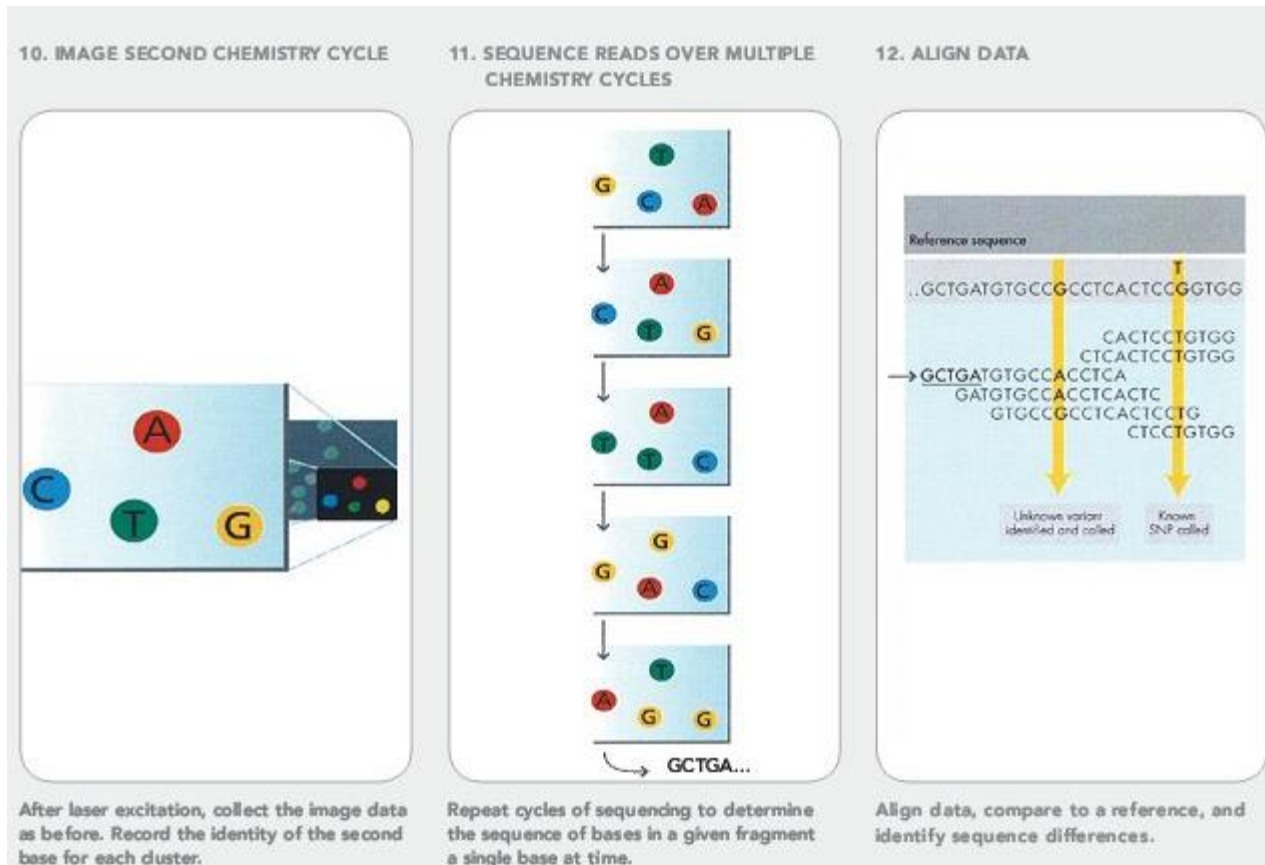 10. IMAGE SECOND CHEMISTRY CYCLE
A
C
T
G
After laser excitation, collect the image data
as before. Record the identity of the second
base for each cluster.
11. SEQUENCE READS OVER MULTIPLE
CHEMISTRY CYCLES
T
G
C
A
A
C
T
G
A
T
T
C
G
G
A
C
T
A
G
G
GCTGA...
Repeat cycles of sequencing to determine
the sequence of bases in a given fragment
a single base at time.
12. ALIGN DATA
Reference sequence
T
..GCTGATGTGCCGCCTCACTCCGGTGG
CACTCCTGTGG
CTCACTCCTGTGG
GCTGATGTGCCACCTCA
GATGTGCCACCTCACTC
GTGCCGCCTCACTCCTG
CTCCTGTGG
Unknown variant
identified and called
Known
SNP called
Align data, compare to a reference, and
identify sequence differences.